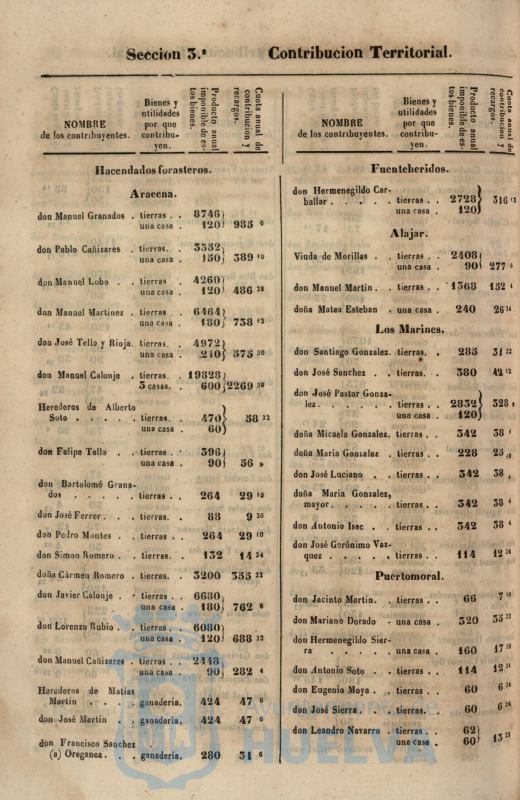 Seccion 3.ª Contribucion Territorial.
NOMBRE
de los contribuyentes.
Bienes y
utilidades
por que
contribu-
yen.
Producto anual
imponible de es-
tos bienes.
Cuota anual de
contribucion y
recargos.
Hacendados forasteros.
Aracena.
don Manuel Granados . tierras . . 8748
una casa . 120 985 6
don Pablo Cañizares . tierras. . 3332
una casa . 150 389 10
don Manuel Lobo . . tierras . 4260
una casa . 120 486 28
don Manuel Martinez . tierras . . 6464
una casa . 180 738 12
don José Tello y Rioja. tierras. . 4972
una casa . 210 575 30
don Manuel Calonje . tierras. . 19828
3 casas. . 600 2269 30
Herederos de Alberto
Soto . . . . . tierras. . 470 58 32
una casa . 60
don Felipe Tello . . tierras . . 396
una casa . 90 56 »
don Bartolomé Grana-
dos . . . . . tierras . . 264 29 10
don José Ferrer. . . tierras. . 88 9 26
don Pedro Montes . . tierras . . 264 29 10
don Simon Romero . . tierras. . 132 14 24
doña Cármen Romero . tierras. . 3200 355 22
don Javier Calonje . . tierras . . 6680
una casa . 180 762 8
don Lorenzo Rubio . . tierras . . 6080
una casa . 120 688 32
don Manuel Cañizares . tierras . . 2448
una casa . 90 282 4
Herederos de Matias
Martin . . . . ganaderia. 424 47 6
don José Martin . . ganaderia. 424 47 6
don Francisco Sanchez
(a) Oreganea. . . ganaderia. 280 31 6
NOMBRE
de los contribuyentes.
Bienes y
utilidades
por que
contribu-
yen.
Producto anual
imponible de es-
tos bienes.
Cuota anual de
contribucion y
recargos.
Fuenteheridos.
don Hermenegildo Car-
ballar . . . . . tierras . . 2728 316 12
una casa . 120
Alajar.
Viuda de Morillas . . tierras . . 2408
una casa . 90 277 6
don Manuel Martin . . tierras . . 1368 152 4
doña Matea Esteban . una casa . 240 26 24
Los Marines.
don Santiago Gonzalez. tierras. . 285 31 22
don José Sanchez . . tierras. . 380 42 12
don José Pastor Gonza-
lez. . . . . . tierras . . 2832 328 »
una casa . 120
doña Micaela Gonzalez. tierras . . 342 38 4
doña Maria Gonzalez . tierras . . 228 25
don José Luciano . . tierras . . 342 38 4
doña Maria Gonzalez,
mayor. . . . . tierras . . 342 38 4
don Antonio Isac . . tierras . . 342 38 4
don José Gerónimo Vaz-
quez . . . . . tierras . . 114 12 24
Puertomoral.
don Jacinto Martin. . tierras . . 66 7 10
don Mariano Dorado . una casa . 320 35 22
don Hermenegildo Sier-
ra . . . . . una casa . 160 17 30
don Antonio Soto . . tierras . . 114 12 24
don Eugenio Moya . . tierras . . 60 6 24
don José Sierra. . . tierras. . 60 6 24
don Leandro Navarro . tierras . . 62
una casa . 60 13 22
HUELVA